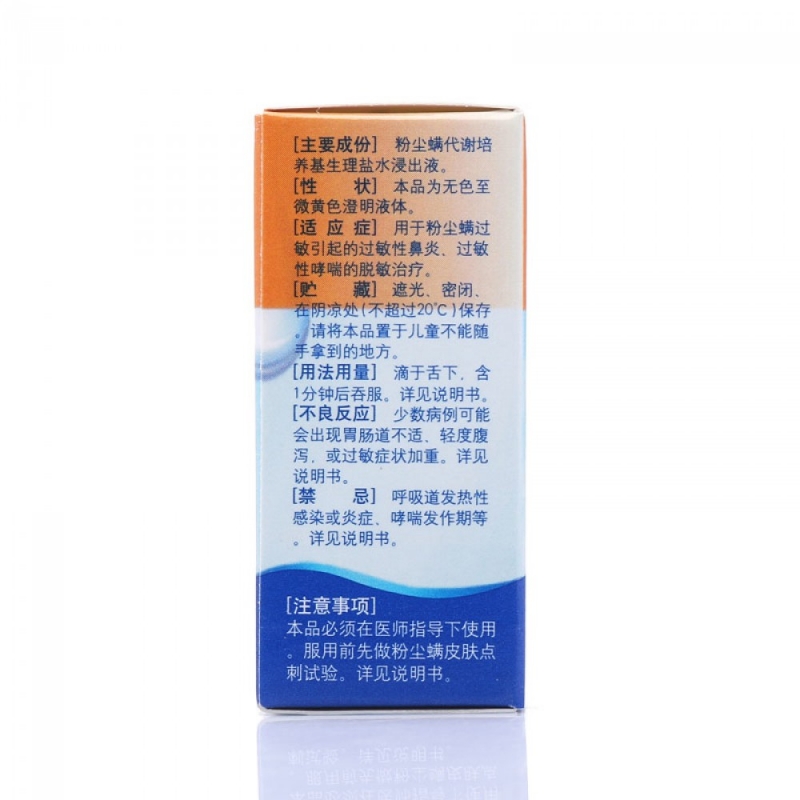 [主要成份] 粉尘螨代谢培
养基生理盐水浸出液。
[性 状] 本品为无色至
微黄色澄明液体。
[适应症] 用于粉尘螨过
敏引起的过敏性鼻炎、过敏
性哮喘的脱敏治疗。
[贮 藏] 遮光、密闭、
在阴凉处(不超过20℃)保存
。请将本品置于儿童不能随
手拿到的地方。
[用法用量] 滴于舌下，含
1分钟后吞服。详见说明书。
[不良反应] 少数病例可能
会出现胃肠道不适、轻度腹
泻，或过敏症状加重。详见
说明书。
[禁 忌] 呼吸道发热性
感染或炎症、哮喘发作期等
。详见说明书。
[注意事项]
本品必须在医师指导下使用
。服用前先做粉尘螨皮肤点
刺试验。详见说明书。